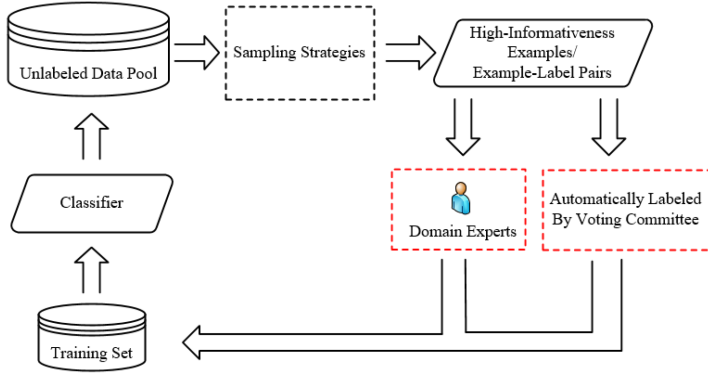 Unlabeled Data Pool
Sampling Strategies
High-Informativeness
Examples/
Example-Label Pairs
Classifier
Domain Experts
Automatically Labeled
By Voting Committee
Training Set